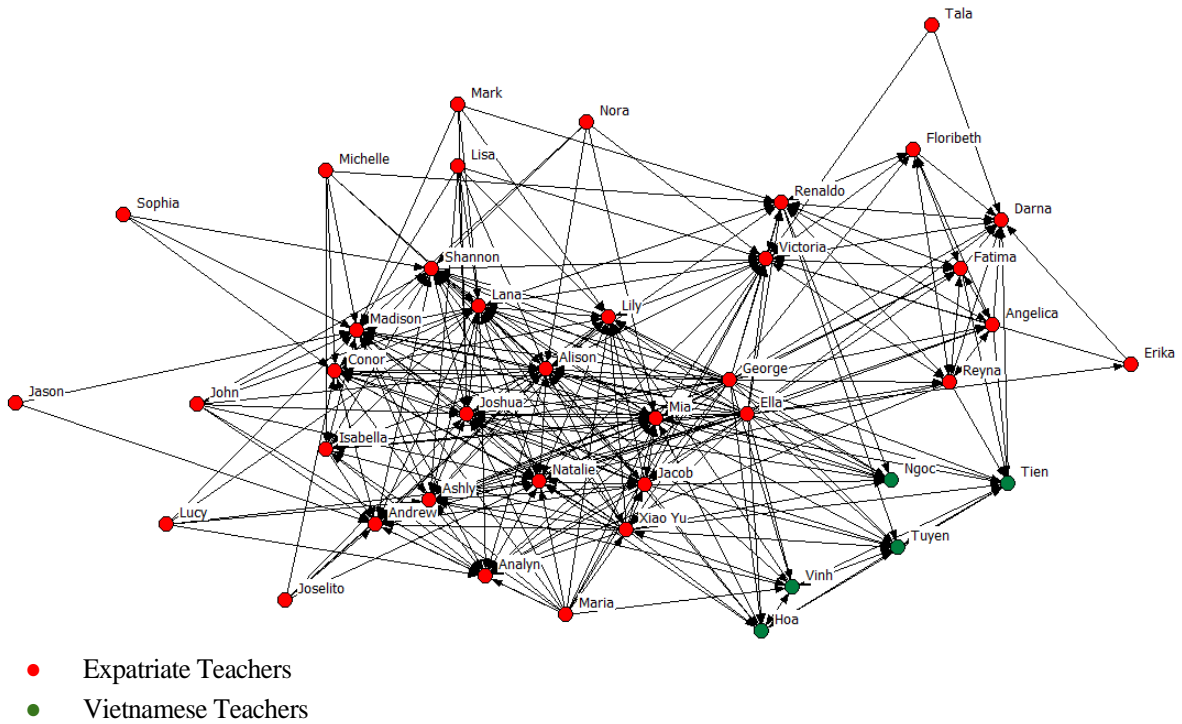 Tala
Mark
Nora
Floribeth
Lisa
Michelle
Renaldo
Sophia
Darna
Victoria
Shannon
Fatima
Lana
Lily
Angelica
Madison
Conor
Alison
George
Erika
Reyna
Jason
John
Joshua
Mia
Ella
Isabella
Natalie
Jacob
Ngoc
Tien
Ashly
Lucy
Andrew
Xiao Yu
Tuyen
Analyn
Vinh
Joselito
Maria
Hoa
Expatriate Teachers
Vietnamese Teachers